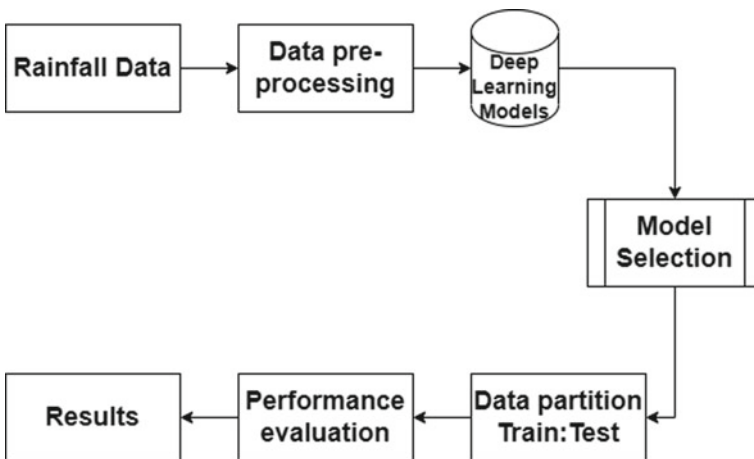 Rainfall Data
Data pre-
processing
Deep
Learning
Models
Model
Selection
Data partition
Train:Test
Performance
evaluation
Results